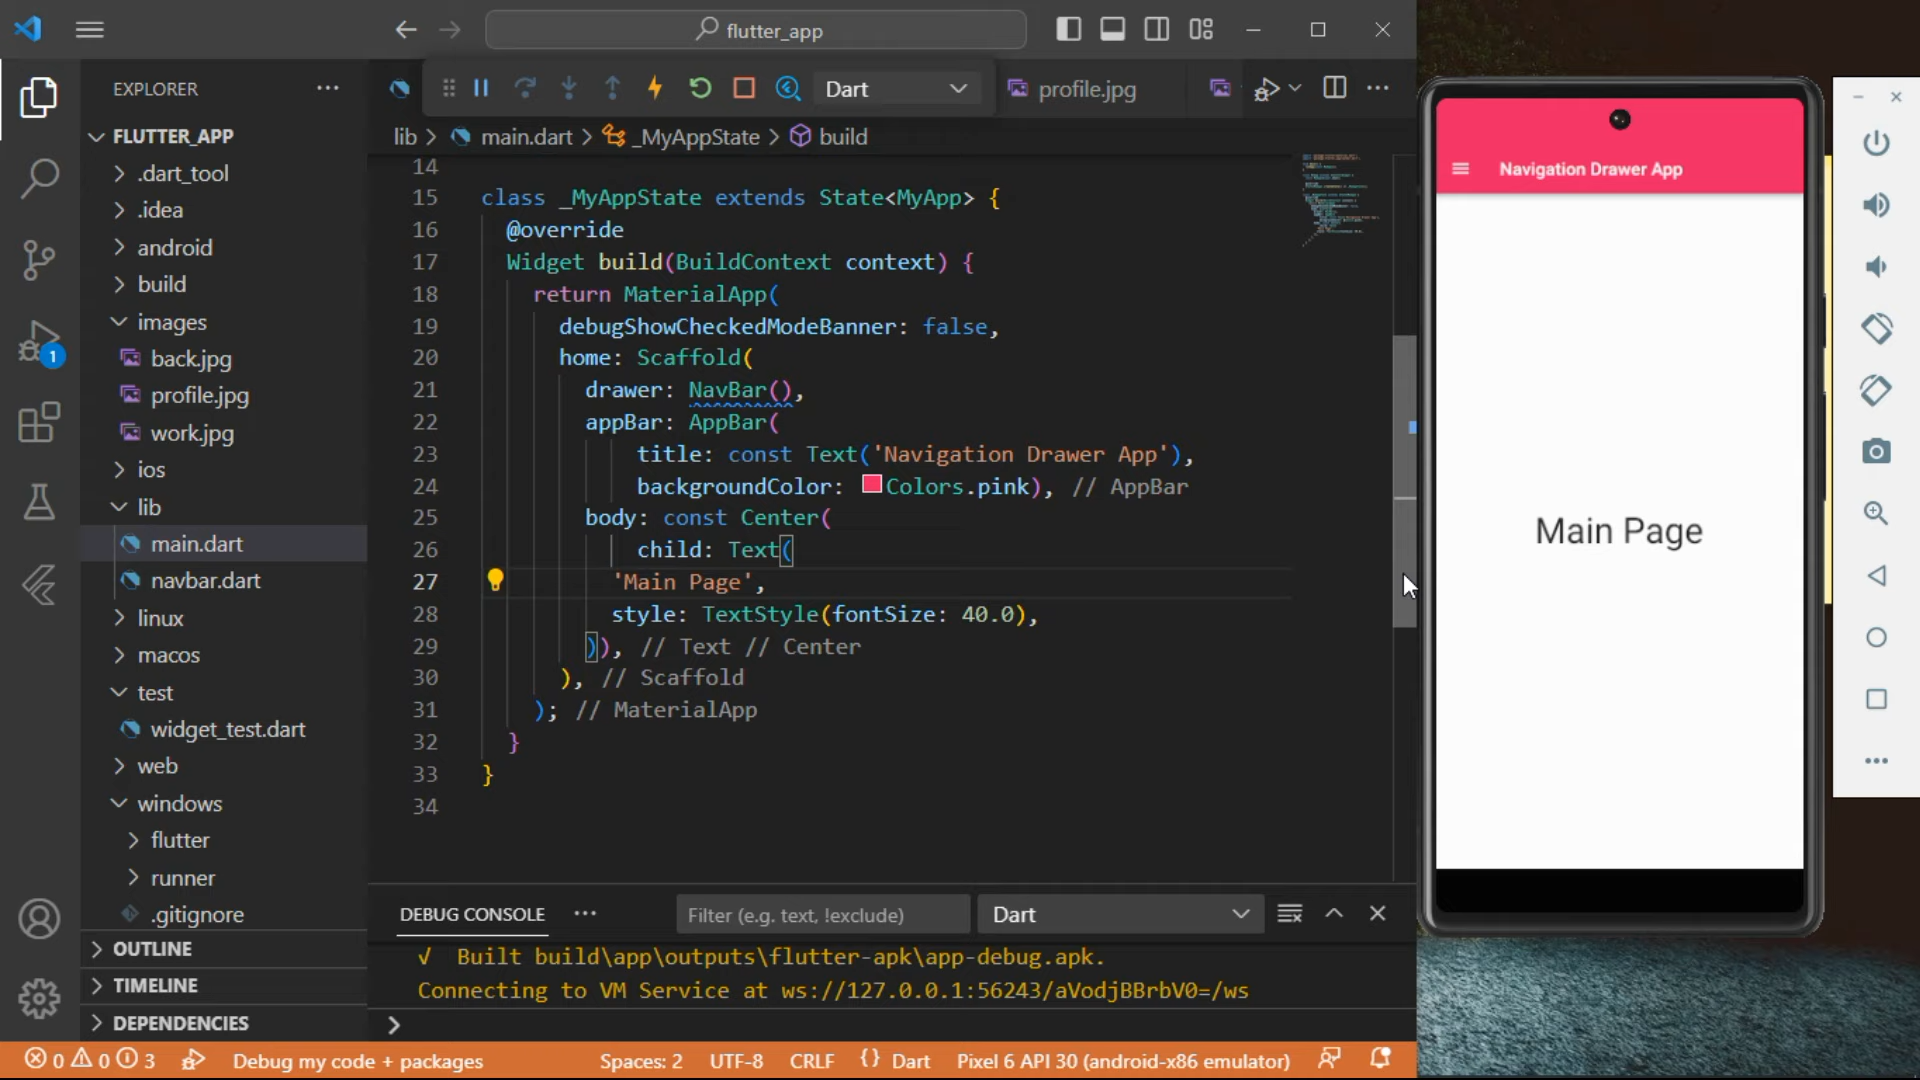 flutter_app
EXPLORER
Dart
profile.jpg
FLUTTER_APP
lib > main.dart > _MyAppState > build
.dart_tool
.idea
android
build
images
back.jpg
profile.jpg
work.jpg
ios
lib
main.dart
navbar.dart
linux
macos
test
widget_test.dart
web
windows
flutter
runner
.gitignore
OUTLINE
TIMELINE
DEPENDENCIES
1
14
15 class _MyAppState extends State<MyApp> {
16 @override
17 Widget build(BuildContext context) {
18 return MaterialApp(
19 debugShowCheckedModeBanner: false,
20 home: Scaffold(
21 drawer: NavBar(),
22 appBar: AppBar(
23 title: const Text('Navigation Drawer App'),
24 backgroundColor: Colors.pink), // AppBar
25 body: const Center(
26 child: Text(
27 'Main Page',
28 style: TextStyle(fontSize: 40.0),
29 )), // Text // Center
30 ), // Scaffold
31 ); // MaterialApp
32 }
33 }
34
DEBUG CONSOLE
Filter (e.g. text, !exclude)
Dart
√ Built build\app\outputs\flutter-apk\app-debug.apk.
Connecting to VM Service at ws://127.0.0.1:56243/aVodjBBrbV0=/ws
0 0 3 Debug my code + packages Spaces: 2 UTF-8 CRLF {} Dart Pixel 6 API 30 (android-x86 emulator)
Navigation Drawer App
Main Page